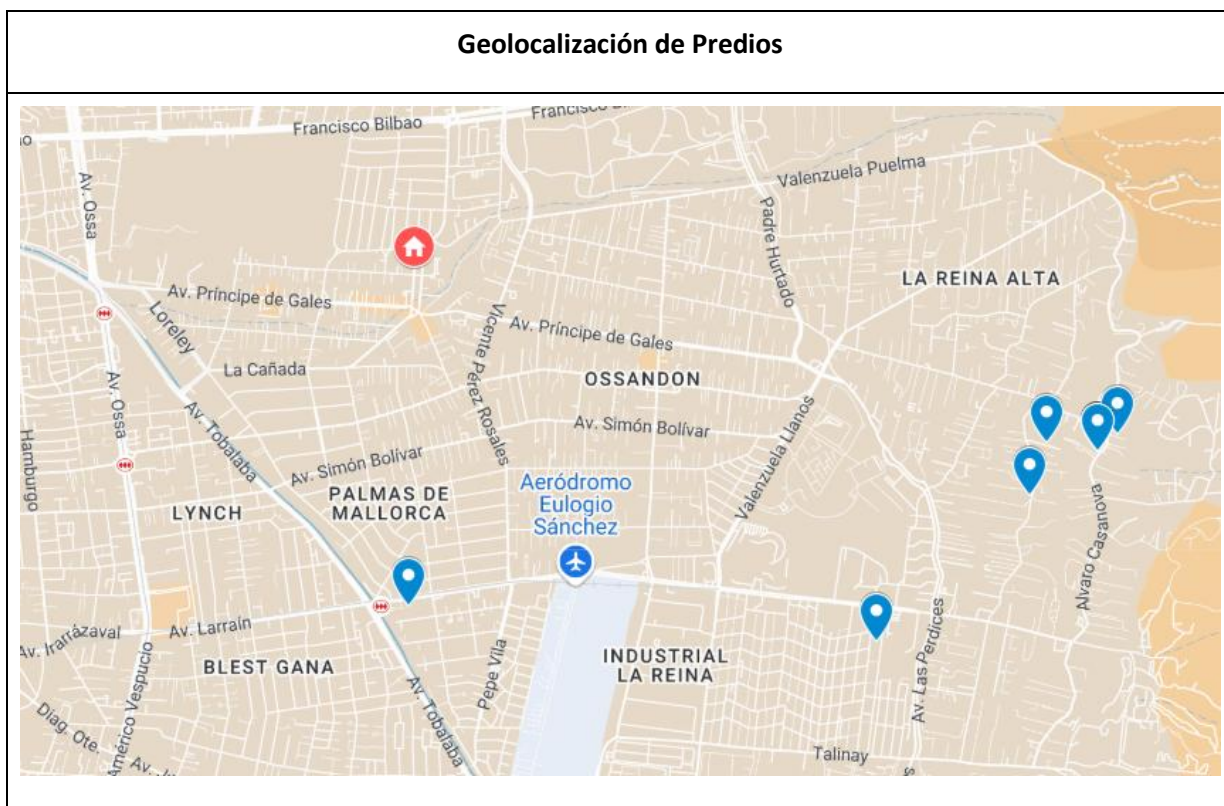 Geolocalización de Predios
Francisco Bilbao
Francisco
Valenzuela Puelma
Av. Ossa
Padre Hurtado
LA REINA ALTA
Av. Príncipe de Gales
Loreley
Vicente Pérez Rosales
Av. Príncipe de Gales
La Cañada
OSSANDON
Av. Ossa
Av. Tobalaba
Av. Simón Bolívar
Valenzuela Llanos
Hamburgo
Av. Simón Bolívar
PALMAS DE
MALLORCA
Aeródromo
Eulogio
Sánchez
LYNCH
Alvaro Casanova
Av. Larraín
Av. Irarrázaval
BLEST GANA
Pepe Vila
INDUSTRIAL
LA REINA
Av. Las Perdices
Américo Vespucio
Av. Tobalaba
Diag. Ote.
Av.
Talinay